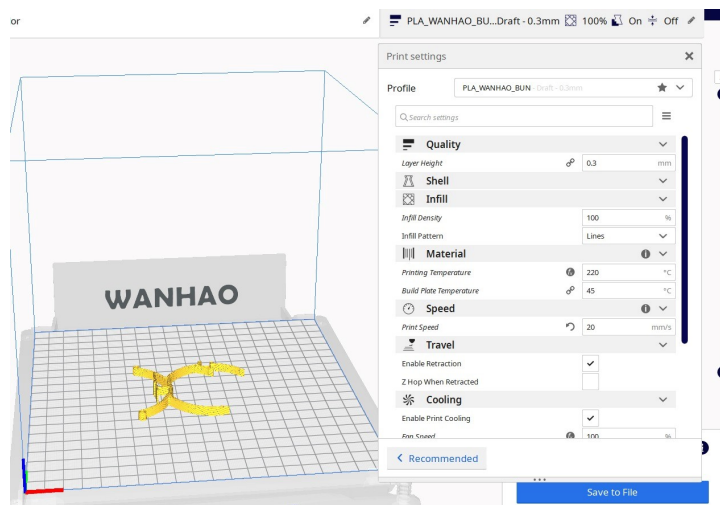 or
PLA_WANHAO_BU...Draft - 0.3mm 100% On Off
Print settings
Profile PLA_WANHAO_BUN - Draft - 0.3mm
Search settings
Quality
Layer Height 0.3 mm
Shell
Infill
Infill Density 100 %
Infill Pattern Lines
Material
Printing Temperature 220 °C
Build Plate Temperature 45 °C
Speed
Print Speed 20 mm/s
Travel
Enable Retraction
Z Hop When Retracted
Cooling
Enable Print Cooling
Fan Speed 100 %
Recommended
Save to File
WANHAO